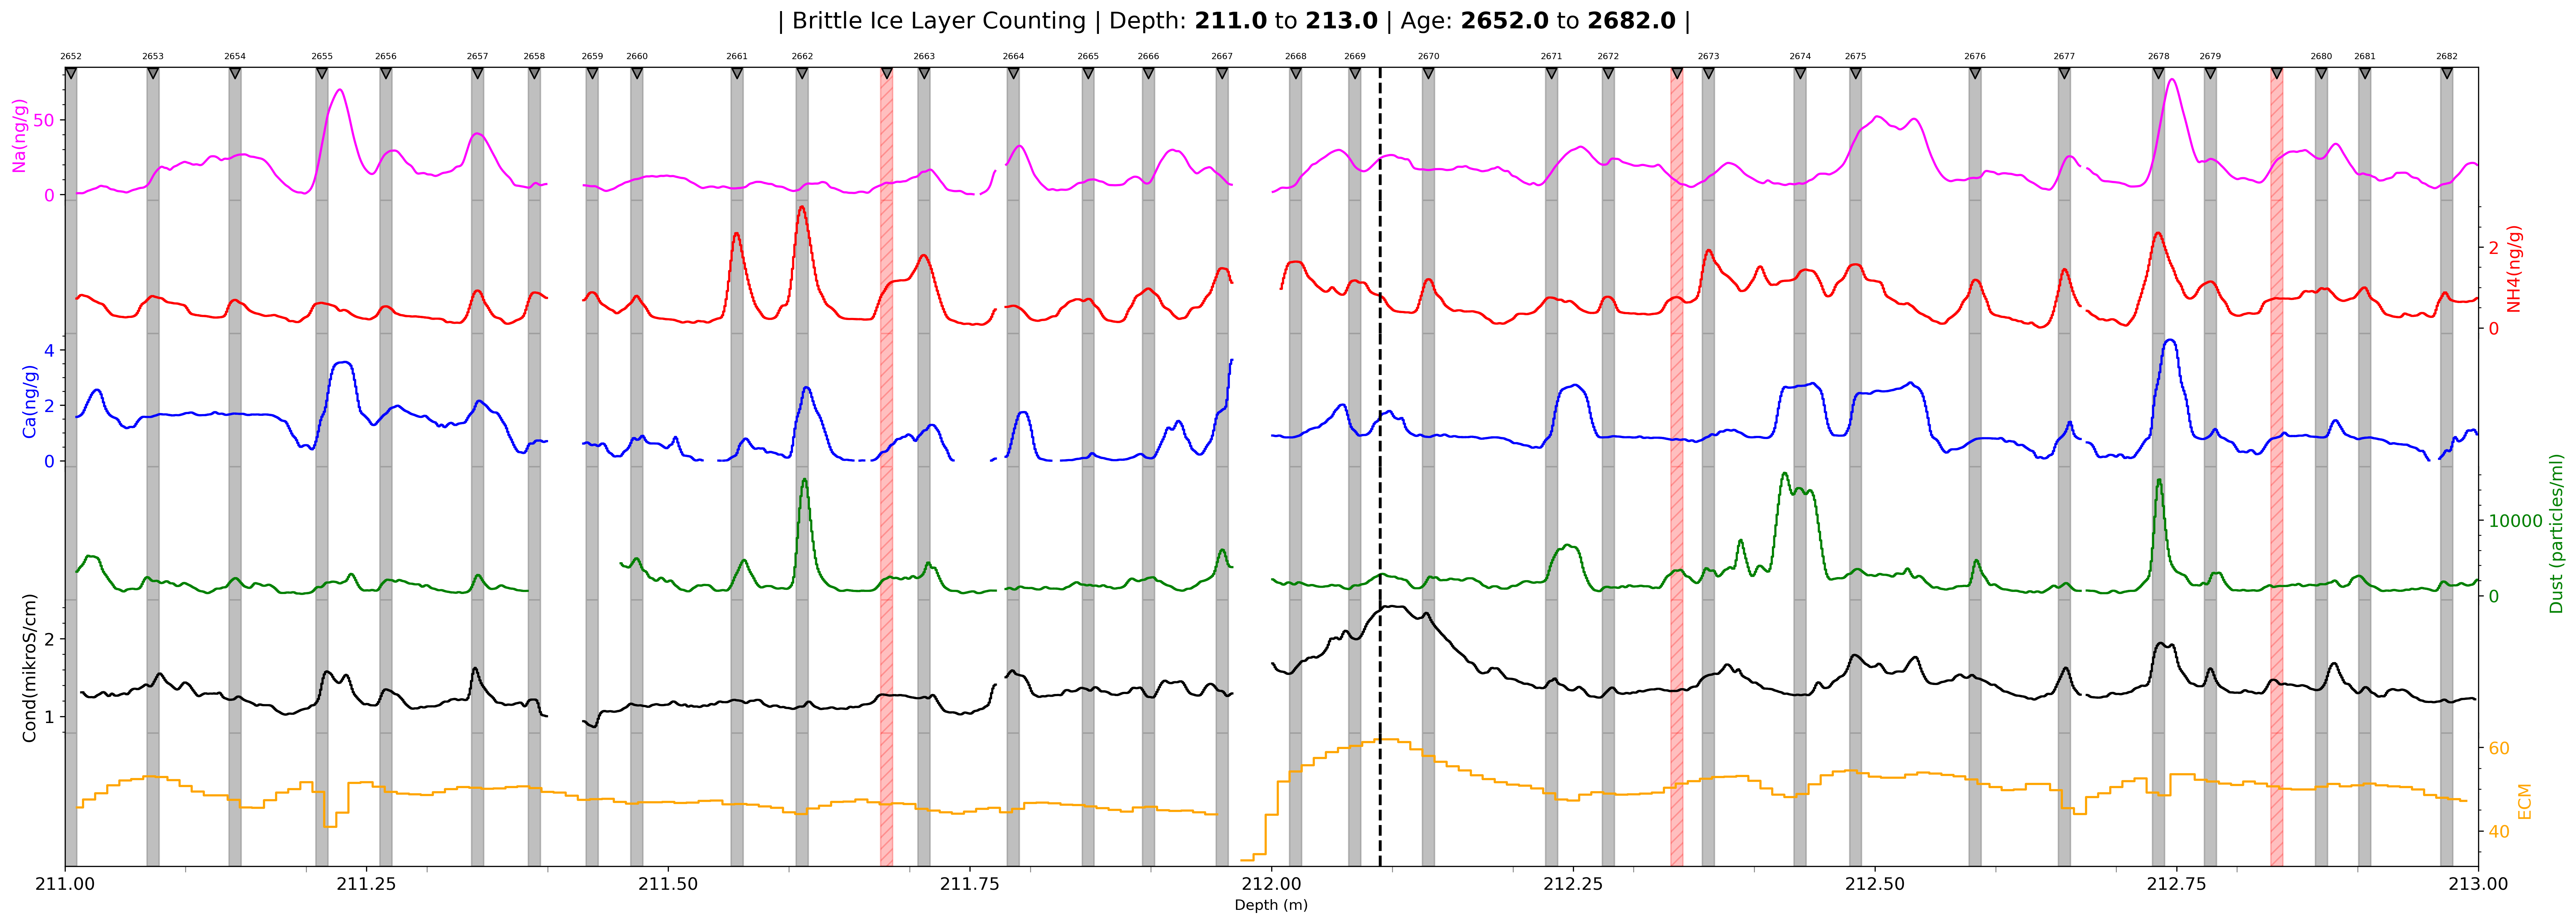 | Brittle Ice Layer Counting | Depth: 211.0 to 213.0 | Age: 2652.0 to 2682.0 |
2652 2653 2654 2655 2656 2657 2658 2659 2660 2661 2662 2663 2664 2665 2666 2667 2668 2669 2670 2671 2672 2673 2674 2675 2676 2677 2678 2679 2680 2681 2682
Na(ng/g)
50
0
NH4(ng/g)
2
0
Ca(ng/g)
4
2
0
Dust (particles/ml)
10000
0
Cond(mikroS/cm)
2
1
ECM
60
40
211.00 211.25 211.50 211.75 212.00 212.25 212.50 212.75 213.00
Depth (m)